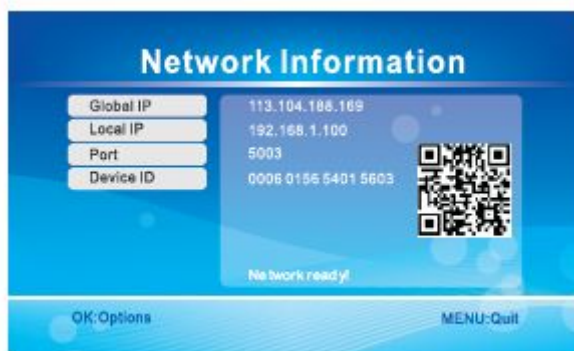 Network Information
Global IP 113.104.188.169
Local IP 192.168.1.100
Port 5003
Device ID 0006 0156 5401 5603
Network ready!
OK:Options MENU:Quit